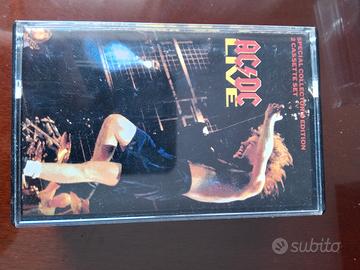 SPECIAL COLLECTOR'S EDITION
2 CASSETTE SET
AC/DC
LIVE
subito